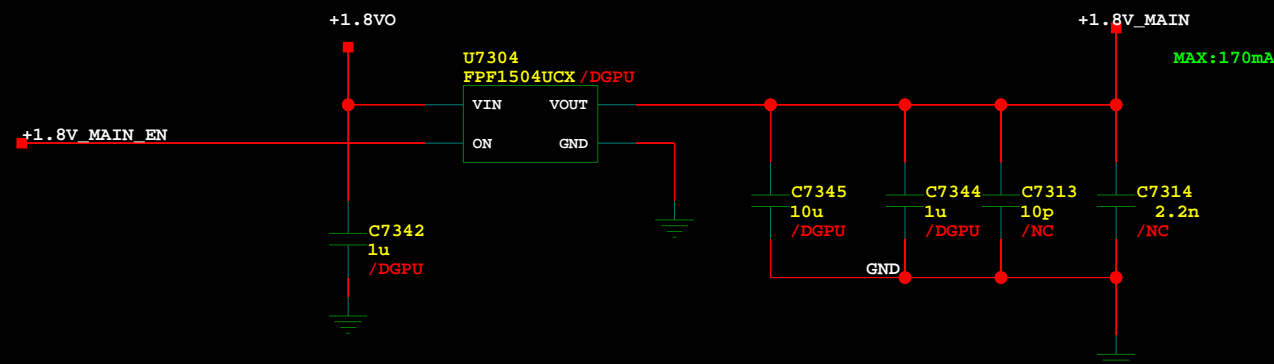 +1.8VO
+1.8V_MAIN
MAX:170mA
U7304
FPF1504UCX/DGPU
VIN VOUT
+1.8V_MAIN_EN
ON GND
C7345
10u
/DGPU
C7344
1u
/DGPU
C7313
10p
/NC
C7314
2.2n
/NC
C7342
1u
/DGPU
GND